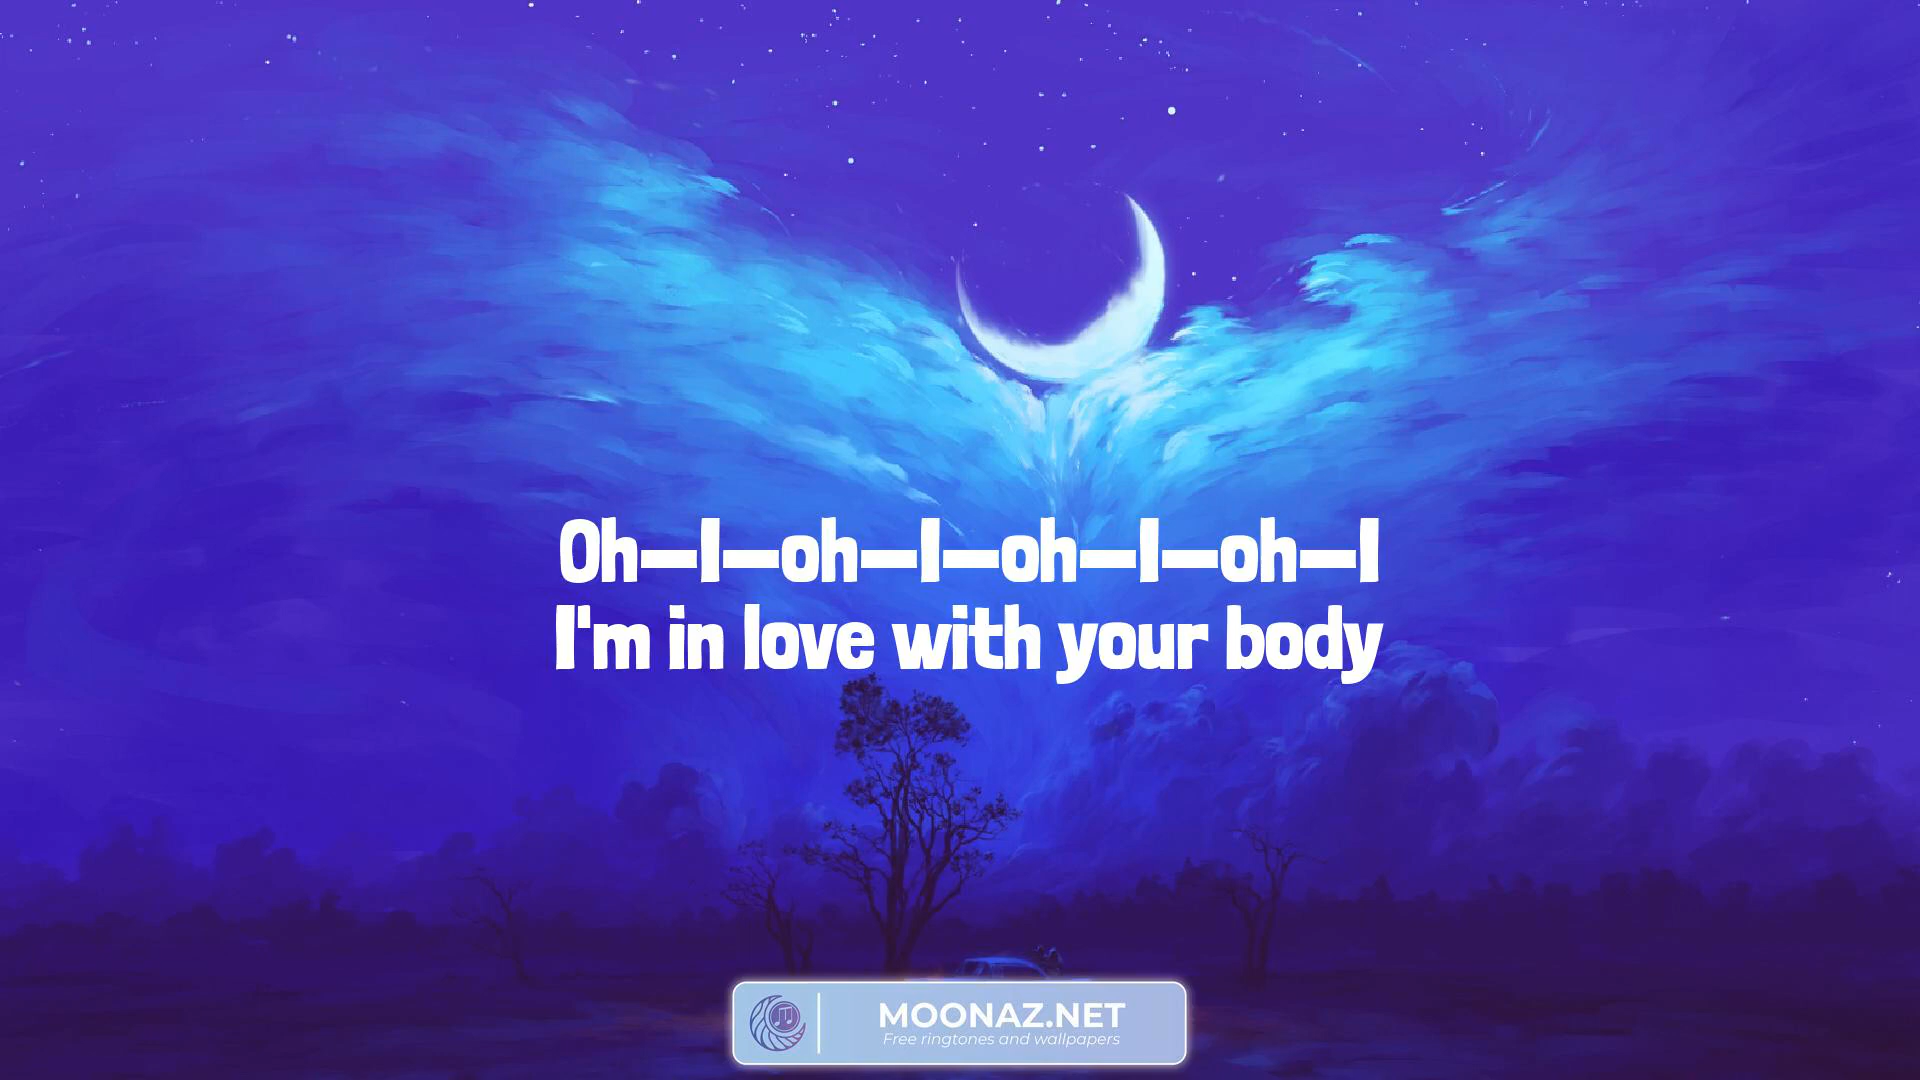 Oh—I—oh—I—oh—I—oh—I
I'm in love with your body
MOONAZ.NET
Free ringtones and wallpapers